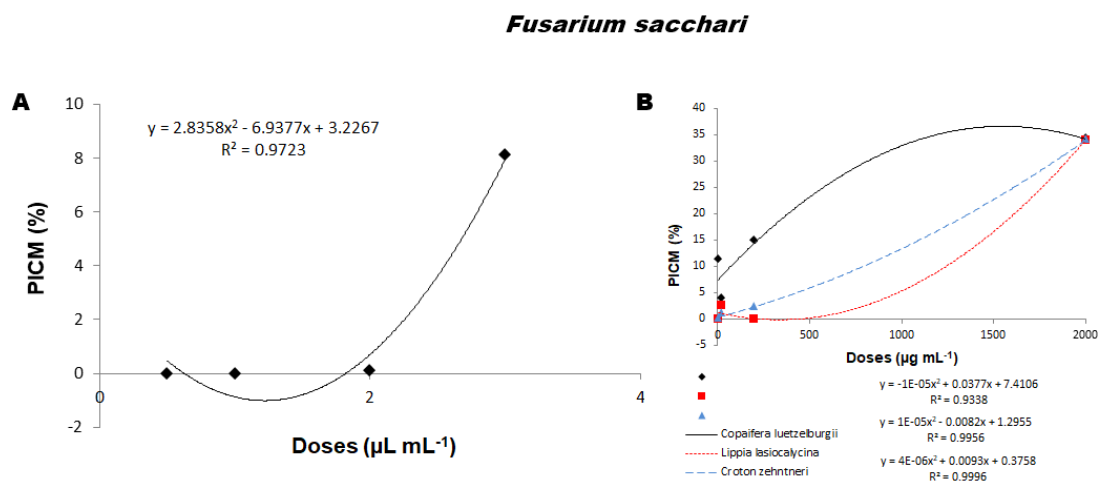 Fusarium sacchari
A
10
8
6
4
2
0
-2
0
2
4
PICM (%)
Doses (µL mL⁻¹)
y = 2.8358x² - 6.9377x + 3.2267
R² = 0.9723
B
40
35
30
25
20
15
10
5
0
-5
0
500
1000
1500
2000
PICM (%)
Doses (µg mL⁻¹)
y = -1E-05x² + 0.0377x + 7.4106
R² = 0.9338
y = 1E-05x² - 0.0082x + 1.2955
R² = 0.9956
y = 4E-06x² + 0.0093x + 0.3758
R² = 0.9996
Copaifera luetzelburgii
Lippia lasiocalycina
Croton zehntneri